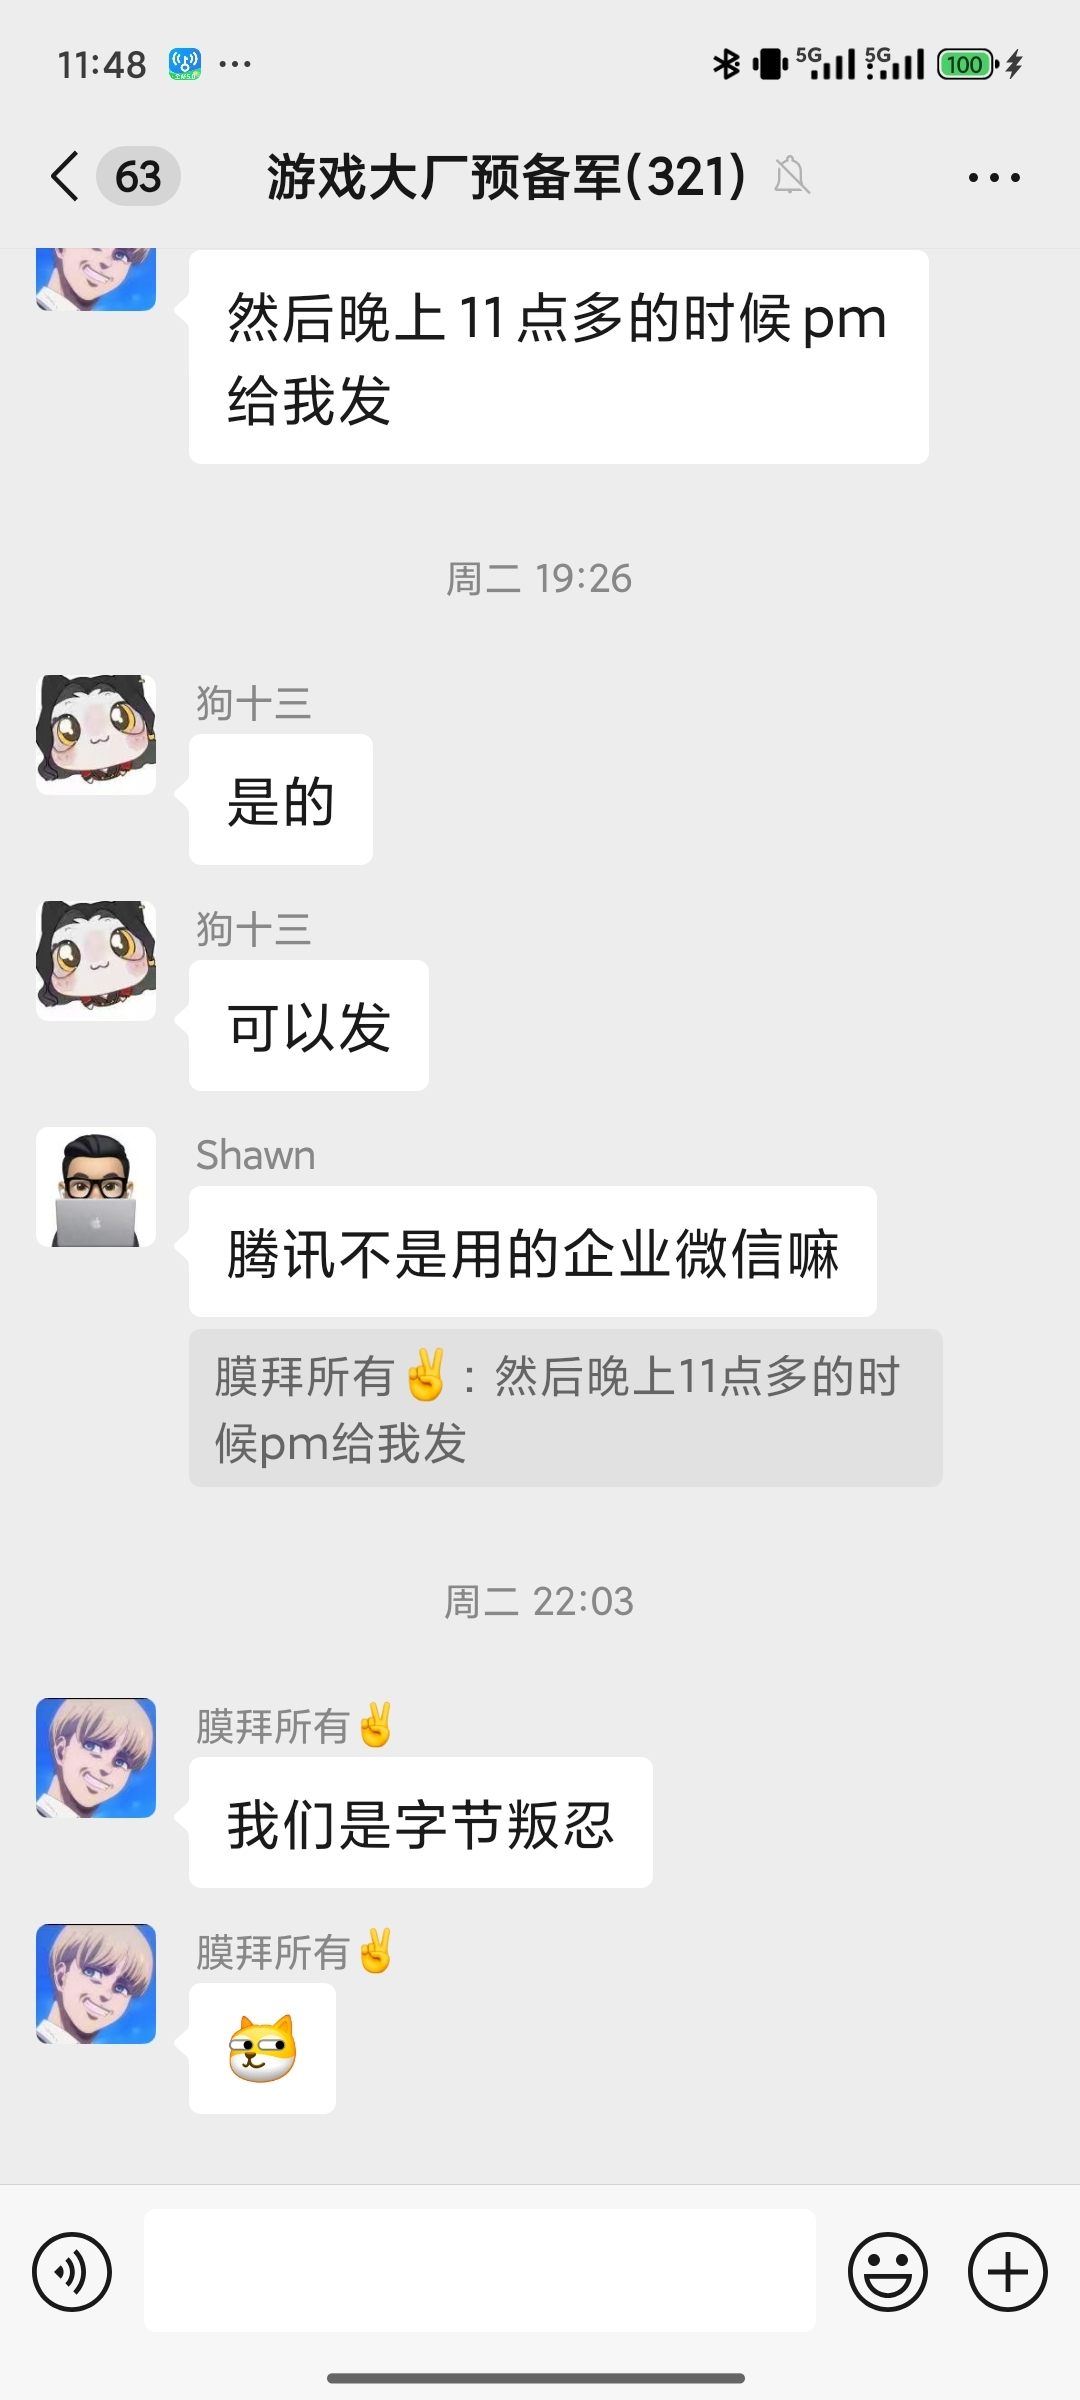 11:48
5G
5G
100
63
游戏大厂预备军(321)
然后晚上11点多的时候pm
给我发
周二 19:26
狗十三
是的
狗十三
可以发
Shawn
腾讯不是用的企业微信嘛
膜拜所有✌️：然后晚上11点多的时
候pm给我发
周二 22:03
膜拜所有✌️
我们是字节叛忍
膜拜所有✌️